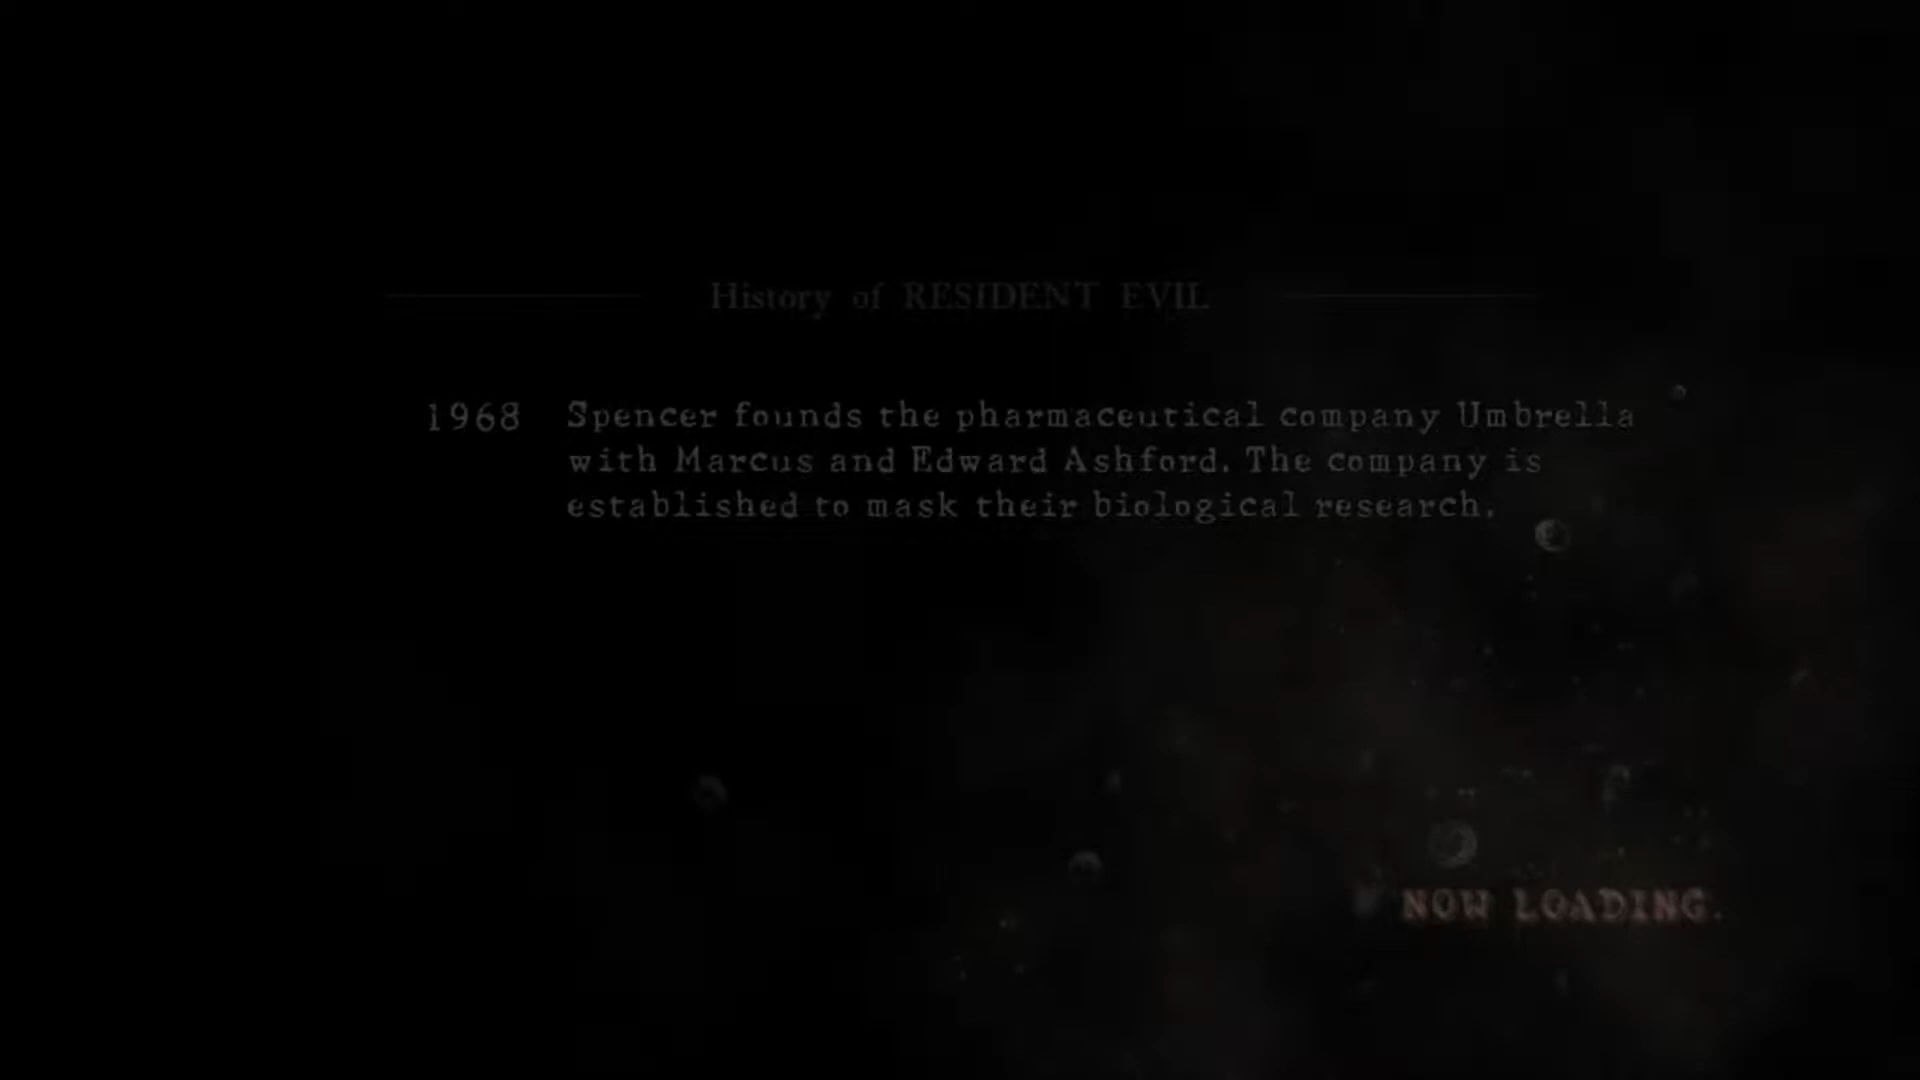 History of RESIDENT EVIL
1968 Spencer founds the pharmaceutical company Umbrella
with Marcus and Edward Ashford. The company is
established to mask their biological research.
NOW LOADING.